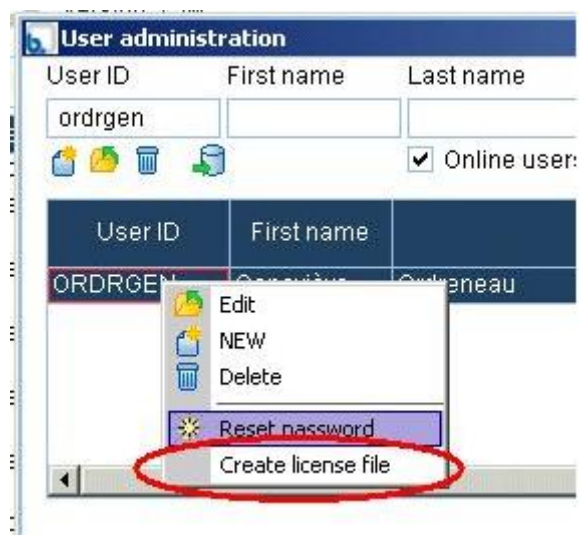 User administration
User ID First name Last name
ordrgen
Online users
User ID First name
ORDRGEN
Edit
NEW
Delete
Reset password
Create license file